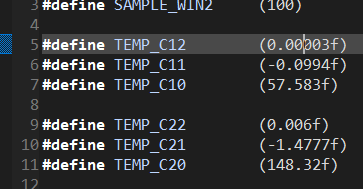 3 #define SAMPLE_WIN2 (100)
4
5 #define TEMP_C12 (0.00003f)
6 #define TEMP_C11 (-0.0994f)
7 #define TEMP_C10 (57.583f)
8
9 #define TEMP_C22 (0.006f)
10 #define TEMP_C21 (-1.4777f)
11 #define TEMP_C20 (148.32f)
12